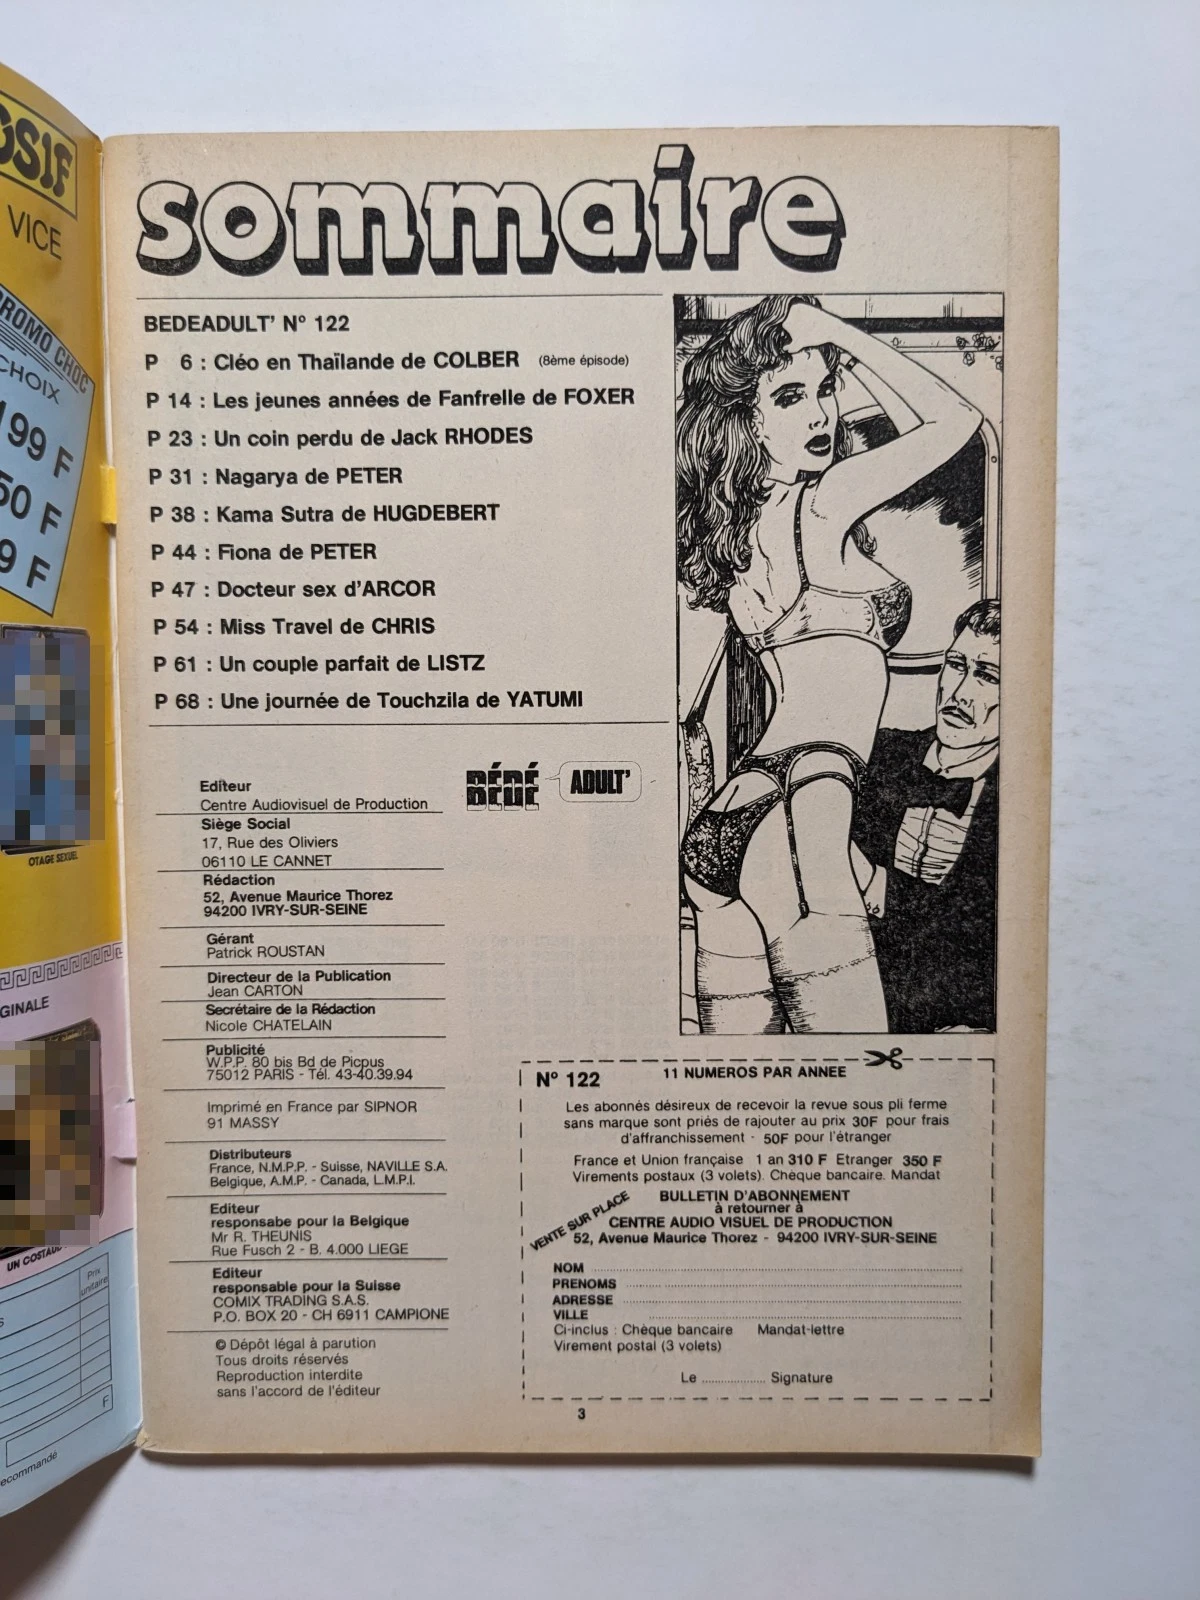 sommaire
BEDEADULT' N° 122
P 6 : Cléo en Thaïlande de COLBER (8ème épisode)
P 14 : Les jeunes années de Fanfrelle de FOXER
P 23 : Un coin perdu de Jack RHODES
P 31 : Nagarya de PETER
P 38 : Kama Sutra de HUGDEBERT
P 44 : Fiona de PETER
P 47 : Docteur sex d'ARCOR
P 54 : Miss Travel de CHRIS
P 61 : Un couple parfait de LISTZ
P 68 : Une journée de Touchzila de YATUMI
BÉDÉ ADULT'
Editeur
Centre Audiovisuel de Production
Siège Social
17, Rue des Oliviers
06110 LE CANNET
Rédaction
52, Avenue Maurice Thorez
94200 IVRY-SUR-SEINE
Gérant
Patrick ROUSTAN
Directeur de la Publication
Jean CARTON
Secrétaire de la Rédaction
Nicole CHATELAIN
Publicité
W.P.P. 80 bis Bd de Picpus
75012 PARIS - Tél. 43-40.39.94
Imprimé en France par SIPNOR
91 MASSY
Distributeurs
France, N.M.P.P. - Suisse, NAVILLE S.A.
Belgique, A.M.P. - Canada, L.M.P.I.
Editeur
responsabe pour la Belgique
Mr R. THEUNIS
Rue Fusch 2 - B. 4.000 LIEGE
Editeur
responsable pour la Suisse
COMIX TRADING S.A.S.
P.O. BOX 20 - CH 6911 CAMPIONE
© Dépôt légal à parution
Tous droits réservés
Reproduction interdite
sans l'accord de l'éditeur
N° 122 11 NUMEROS PAR ANNEE
Les abonnés désireux de recevoir la revue sous pli ferme
sans marque sont priés de rajouter au prix 30F pour frais
d'affranchissement - 50F pour l'étranger
France et Union française 1 an 310 F Etranger 350 F
Virements postaux (3 volets). Chèque bancaire. Mandat
VENTE SUR PLACE
BULLETIN D'ABONNEMENT
à retourner à
CENTRE AUDIO VISUEL DE PRODUCTION
52, Avenue Maurice Thorez - 94200 IVRY-SUR-SEINE
NOM
PRENOMS
ADRESSE
VILLE
Ci-inclus : Chèque bancaire Mandat-lettre
Virement postal (3 volets)
Le .................... Signature
3
VICE
PROMO CHOC
CHOIX
199 F
50 F
9 F
OTAGE SEXUEL
GINALE
Prix
unitaire
F